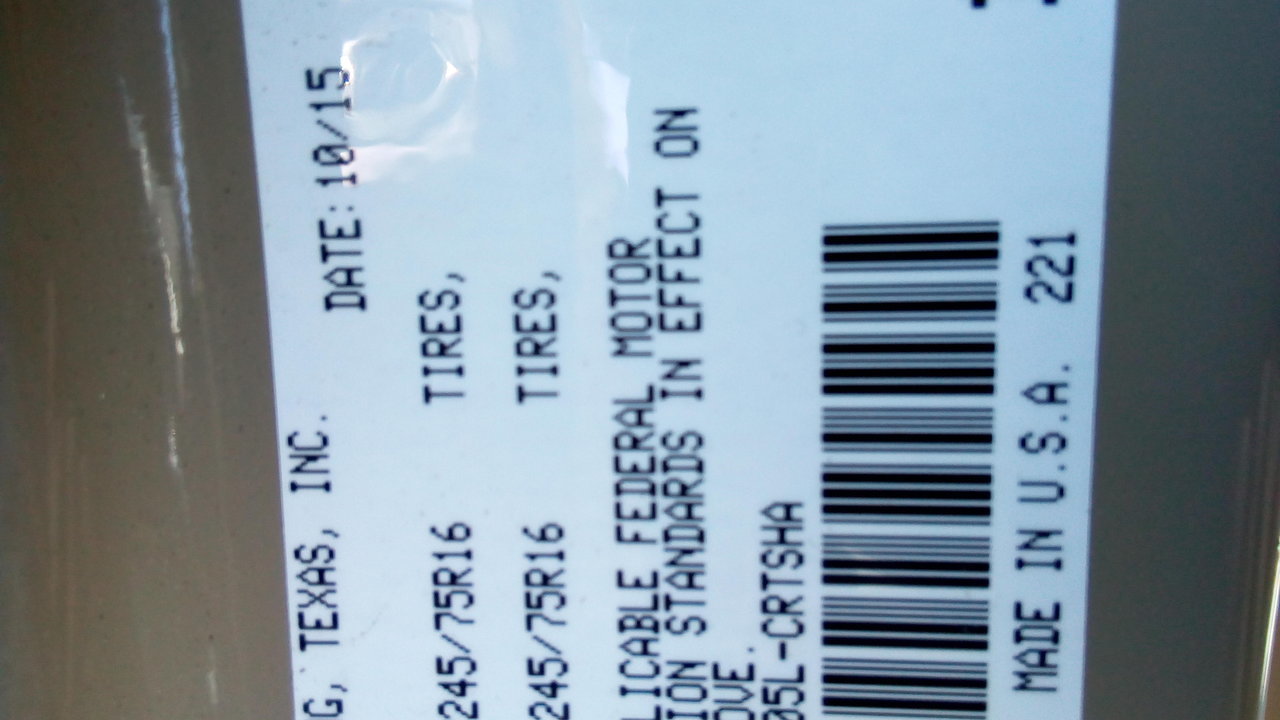 G, TEXAS, INC.
DATE: 10/15
245/75R16 TIRES,
245/75R16 TIRES,
LICABLE FEDERAL MOTOR
ION STANDARDS IN EFFECT ON
OVE.
05L-CRTSHA
MADE IN U.S.A. 221